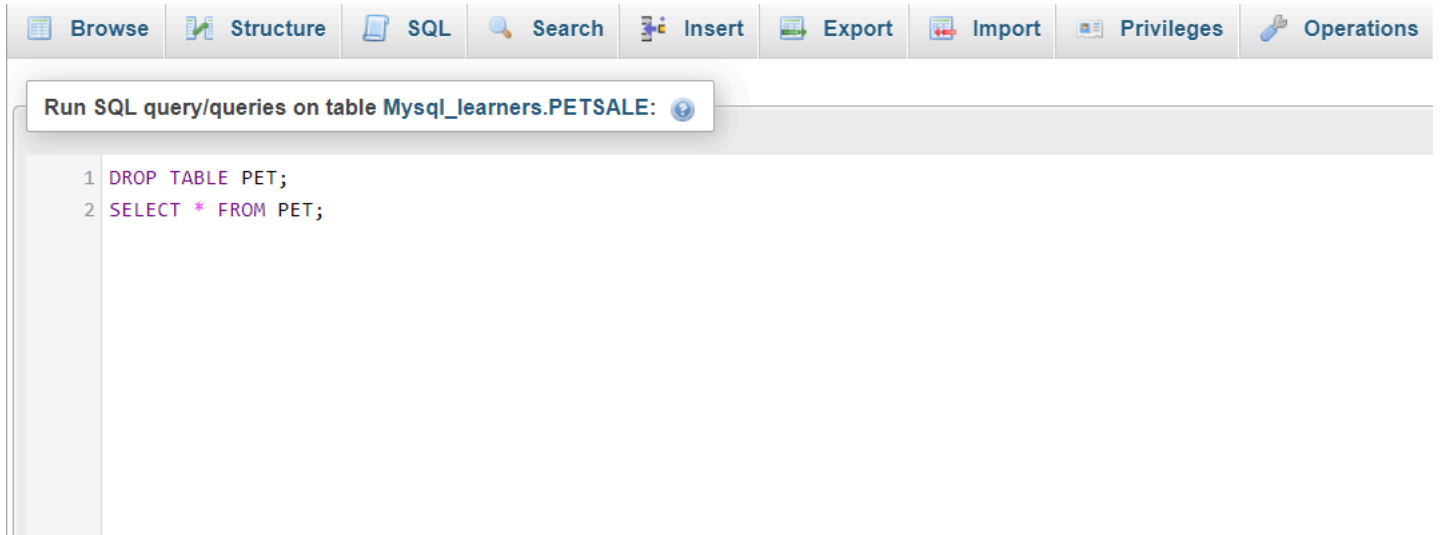 Browse Structure SQL Search Insert Export Import Privileges Operations
Run SQL query/queries on table Mysql_learners.PETSALE:
1 DROP TABLE PET;
2 SELECT * FROM PET;